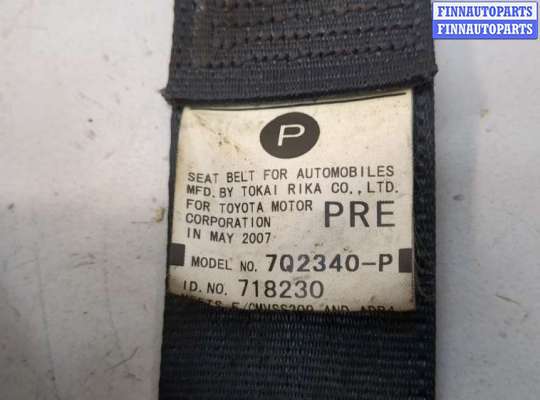 FINNAUTOPARTS
FINNAUTOPARTS
P
SEAT BELT FOR AUTOMOBILES
MFD. BY TOKAI RIKA CO., LTD.
FOR TOYOTA MOTOR
CORPORATION
PRE
IN MAY 2007
MODEL NO. 7Q2340-P
ID. NO. 718230